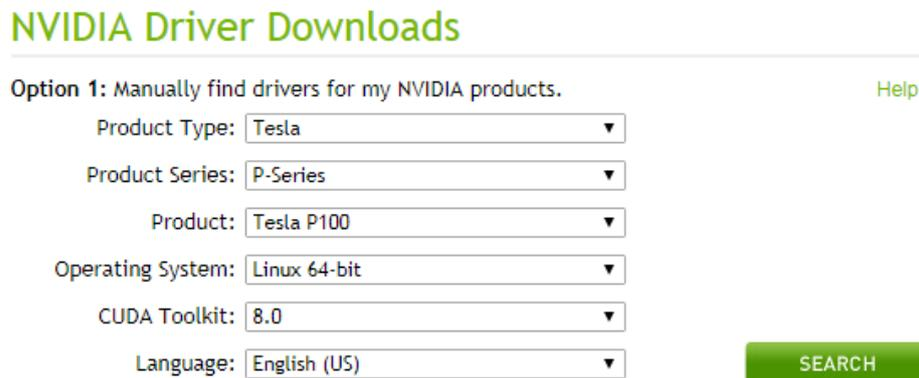 NVIDIA Driver Downloads
Option 1: Manually find drivers for my NVIDIA products. Help
Product Type: Tesla
Product Series: P-Series
Product: Tesla P100
Operating System: Linux 64-bit
CUDA Toolkit: 8.0
Language: English (US) SEARCH